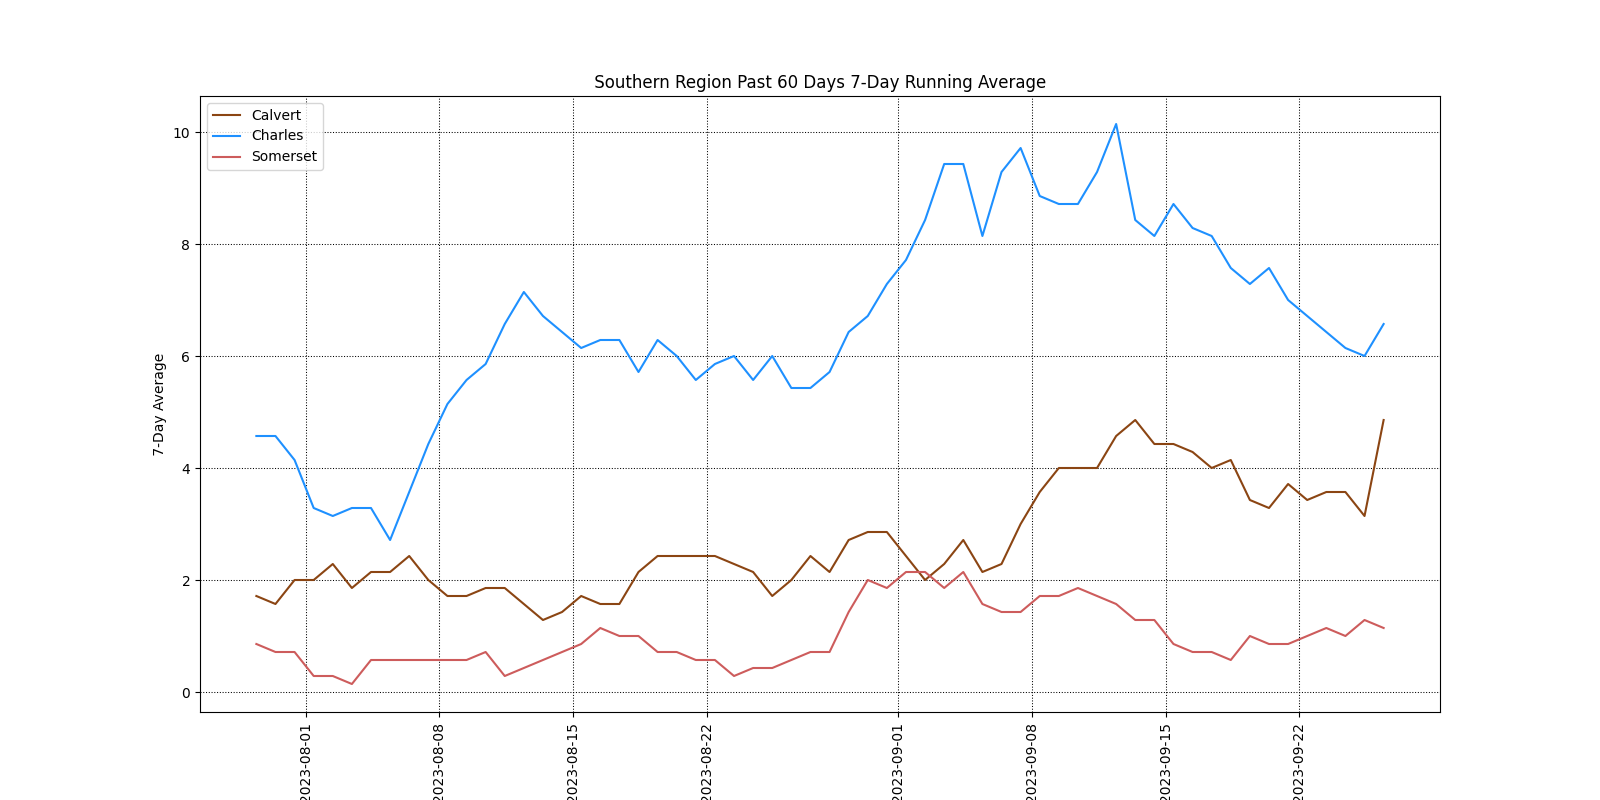 Southern Region Past 60 Days 7-Day Running Average
Calvert
Charles
Somerset
7-Day Average
10
8
6
4
2
0
2023-08-01
2023-08-08
2023-08-15
2023-08-22
2023-09-01
2023-09-08
2023-09-15
2023-09-22